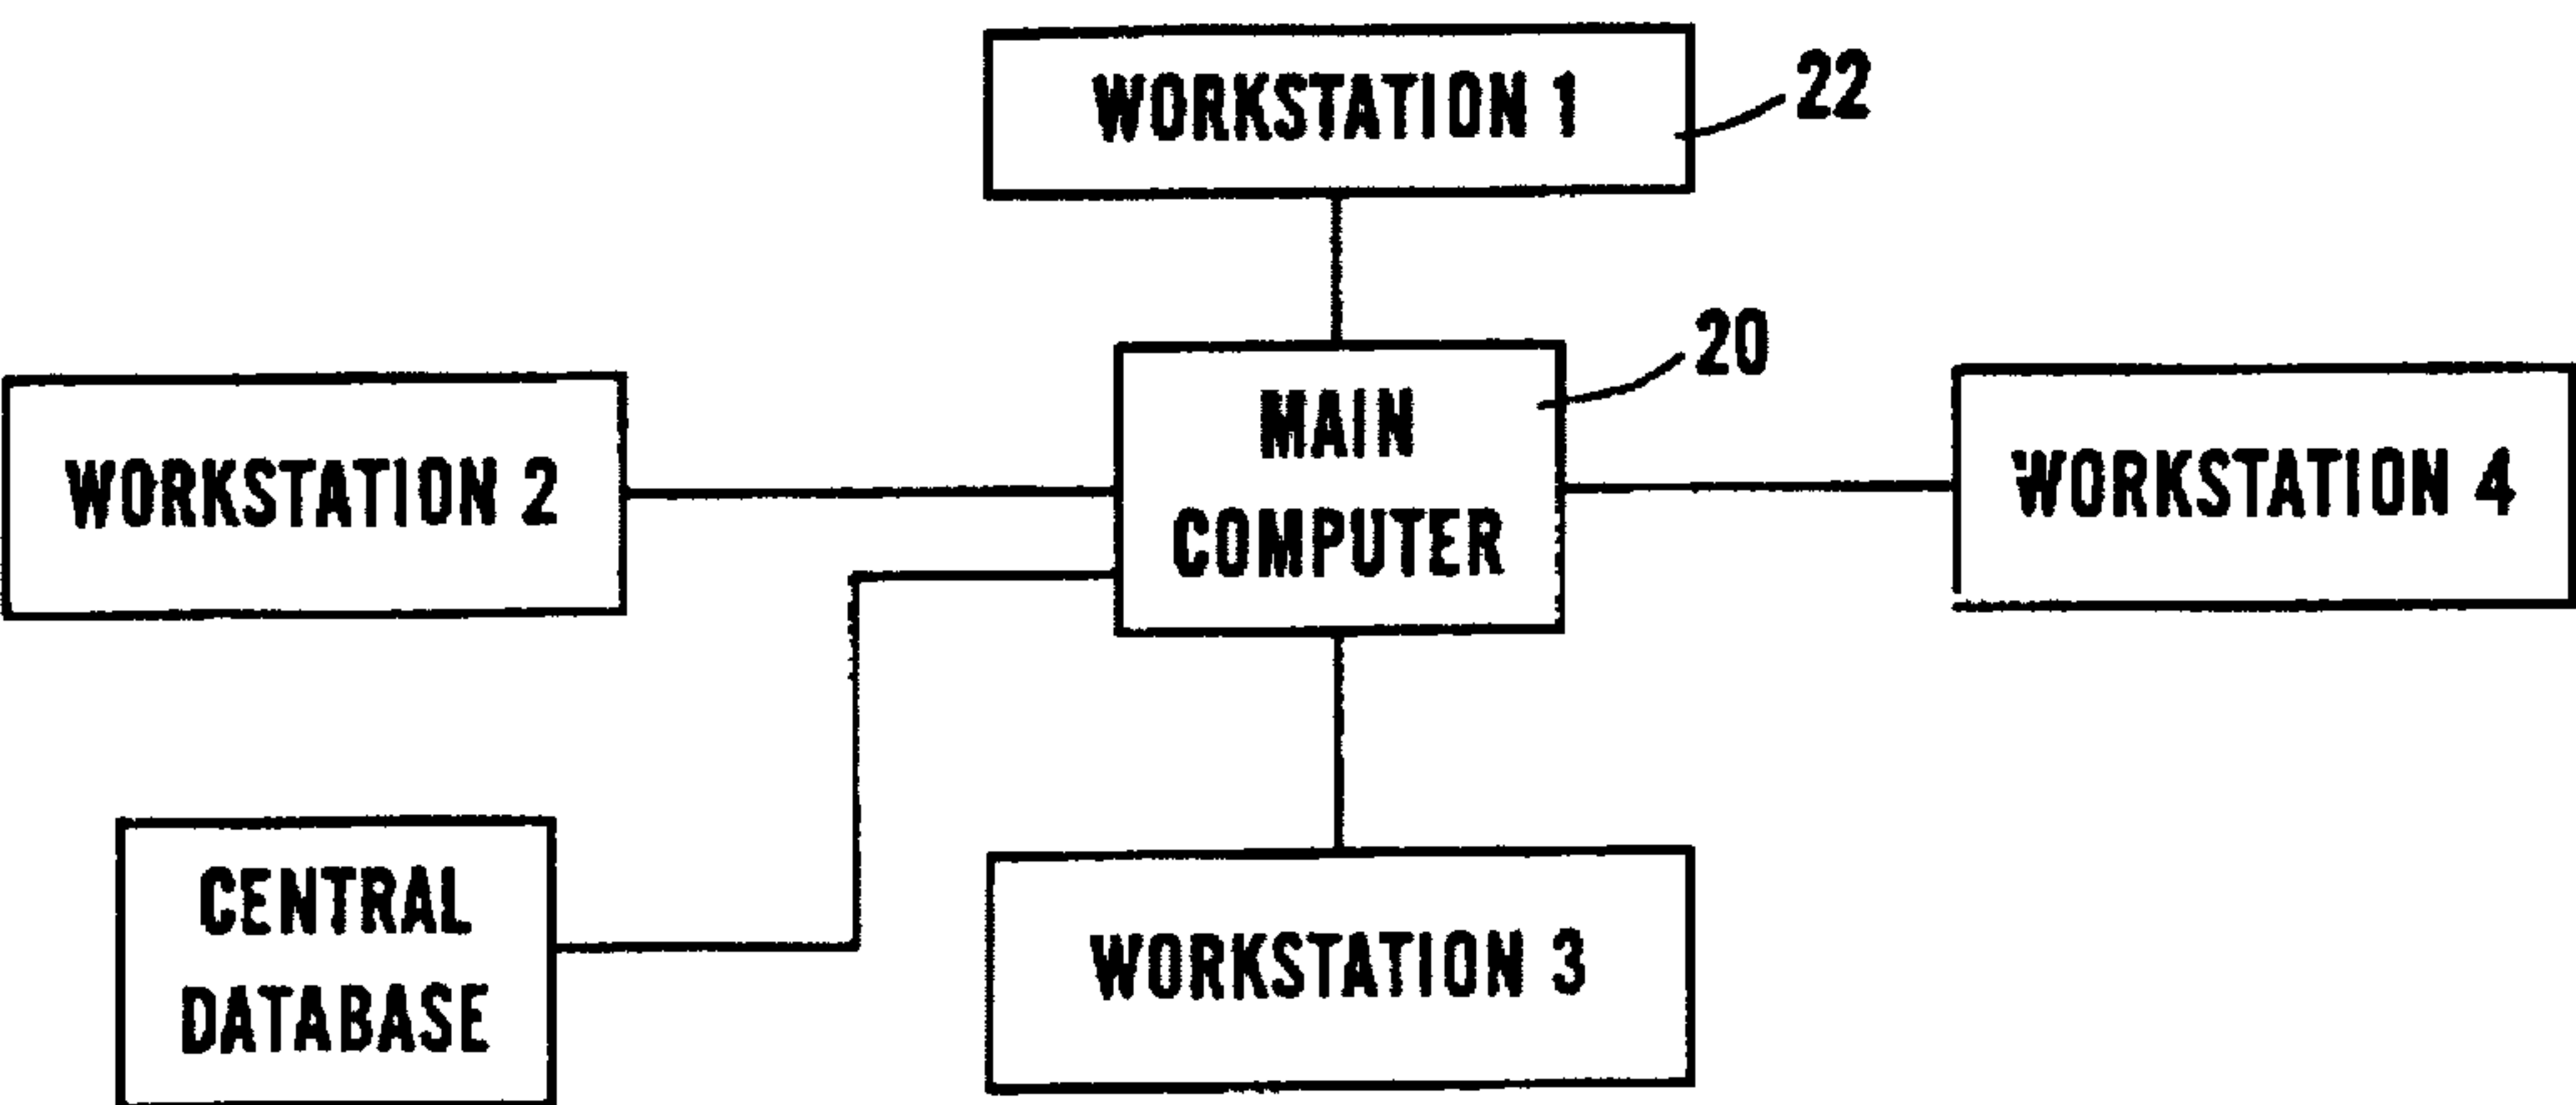 WORKSTATION 1
22
20
MAIN
COMPUTER
WORKSTATION 2
WORKSTATION 4
CENTRAL
DATABASE
WORKSTATION 3